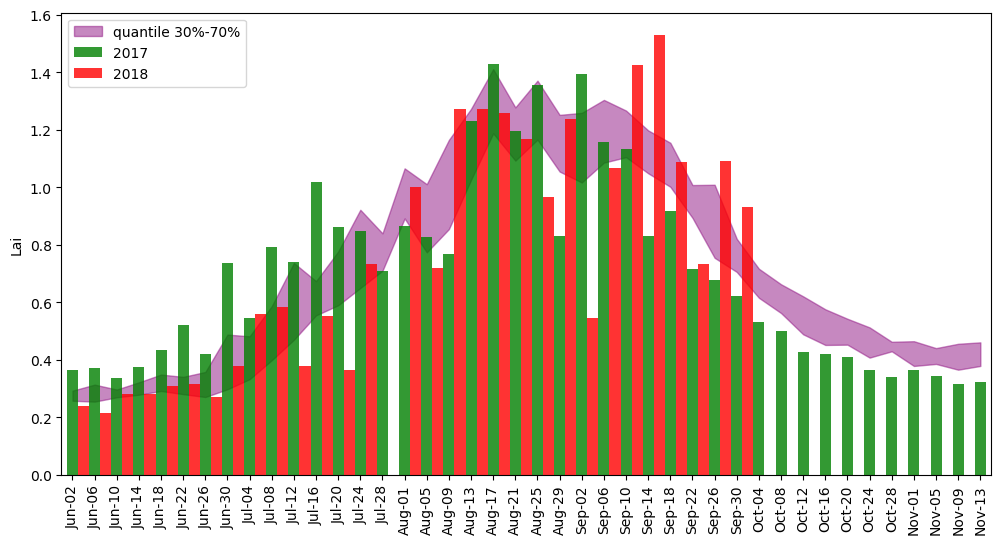 1.6
1.4
1.2
1.0
0.8
0.6
0.4
0.2
0.0
Lai
quantile 30%-70%
2017
2018
Jun-02
Jun-06
Jun-10
Jun-14
Jun-18
Jun-22
Jun-26
Jun-30
Jul-04
Jul-08
Jul-12
Jul-16
Jul-20
Jul-24
Jul-28
Aug-01
Aug-05
Aug-09
Aug-13
Aug-17
Aug-21
Aug-25
Aug-29
Sep-02
Sep-06
Sep-10
Sep-14
Sep-18
Sep-22
Sep-26
Sep-30
Oct-04
Oct-08
Oct-12
Oct-16
Oct-20
Oct-24
Oct-28
Nov-01
Nov-05
Nov-09
Nov-13